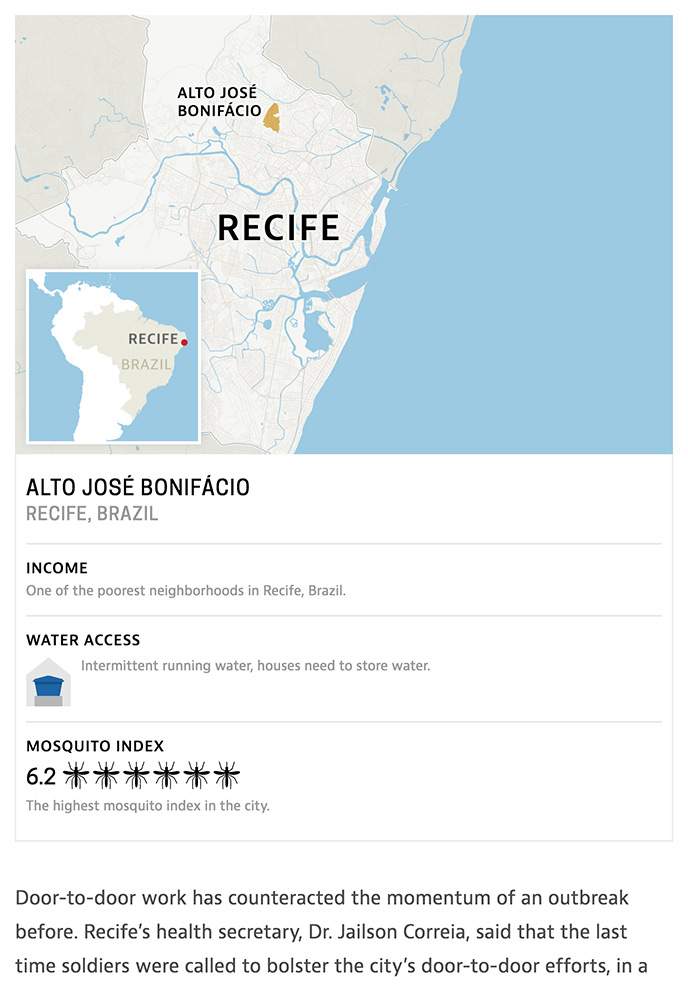 ALTO JOSÉ
BONIFÁCIO
RECIFE
RECIFE
BRAZIL
ALTO JOSÉ BONIFÁCIO
RECIFE, BRAZIL
INCOME
One of the poorest neighborhoods in Recife, Brazil.
WATER ACCESS
Intermittent running water, houses need to store water.
MOSQUITO INDEX
6.2
The highest mosquito index in the city.
Door-to-door work has counteracted the momentum of an outbreak
before. Recife’s health secretary, Dr. Jailson Correia, said that the last
time soldiers were called to bolster the city’s door-to-door efforts, in a